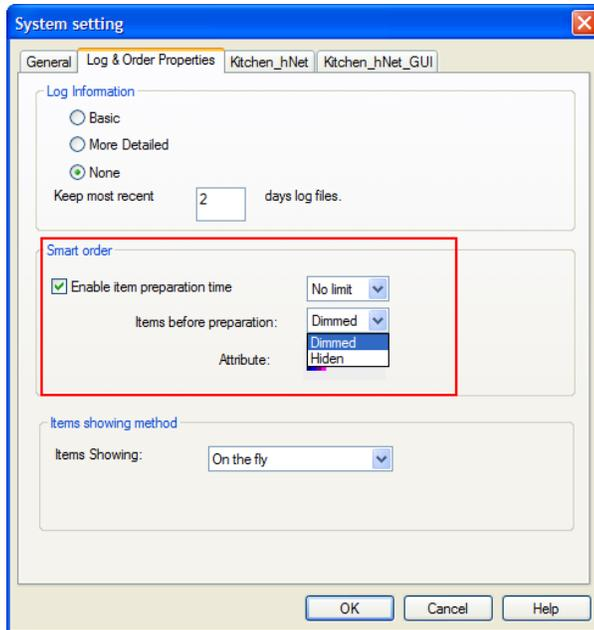 System setting
General Log & Order Properties Kitchen_hNet Kitchen_hNet_GUI
Log Information
Basic
More Detailed
None
Keep most recent 2 days log files.
Smart order
Enable item preparation time No limit
Items before preparation: Dimmed
Dimmed
Attribute: Hiden
Items showing method
Items Showing: On the fly
OK Cancel Help